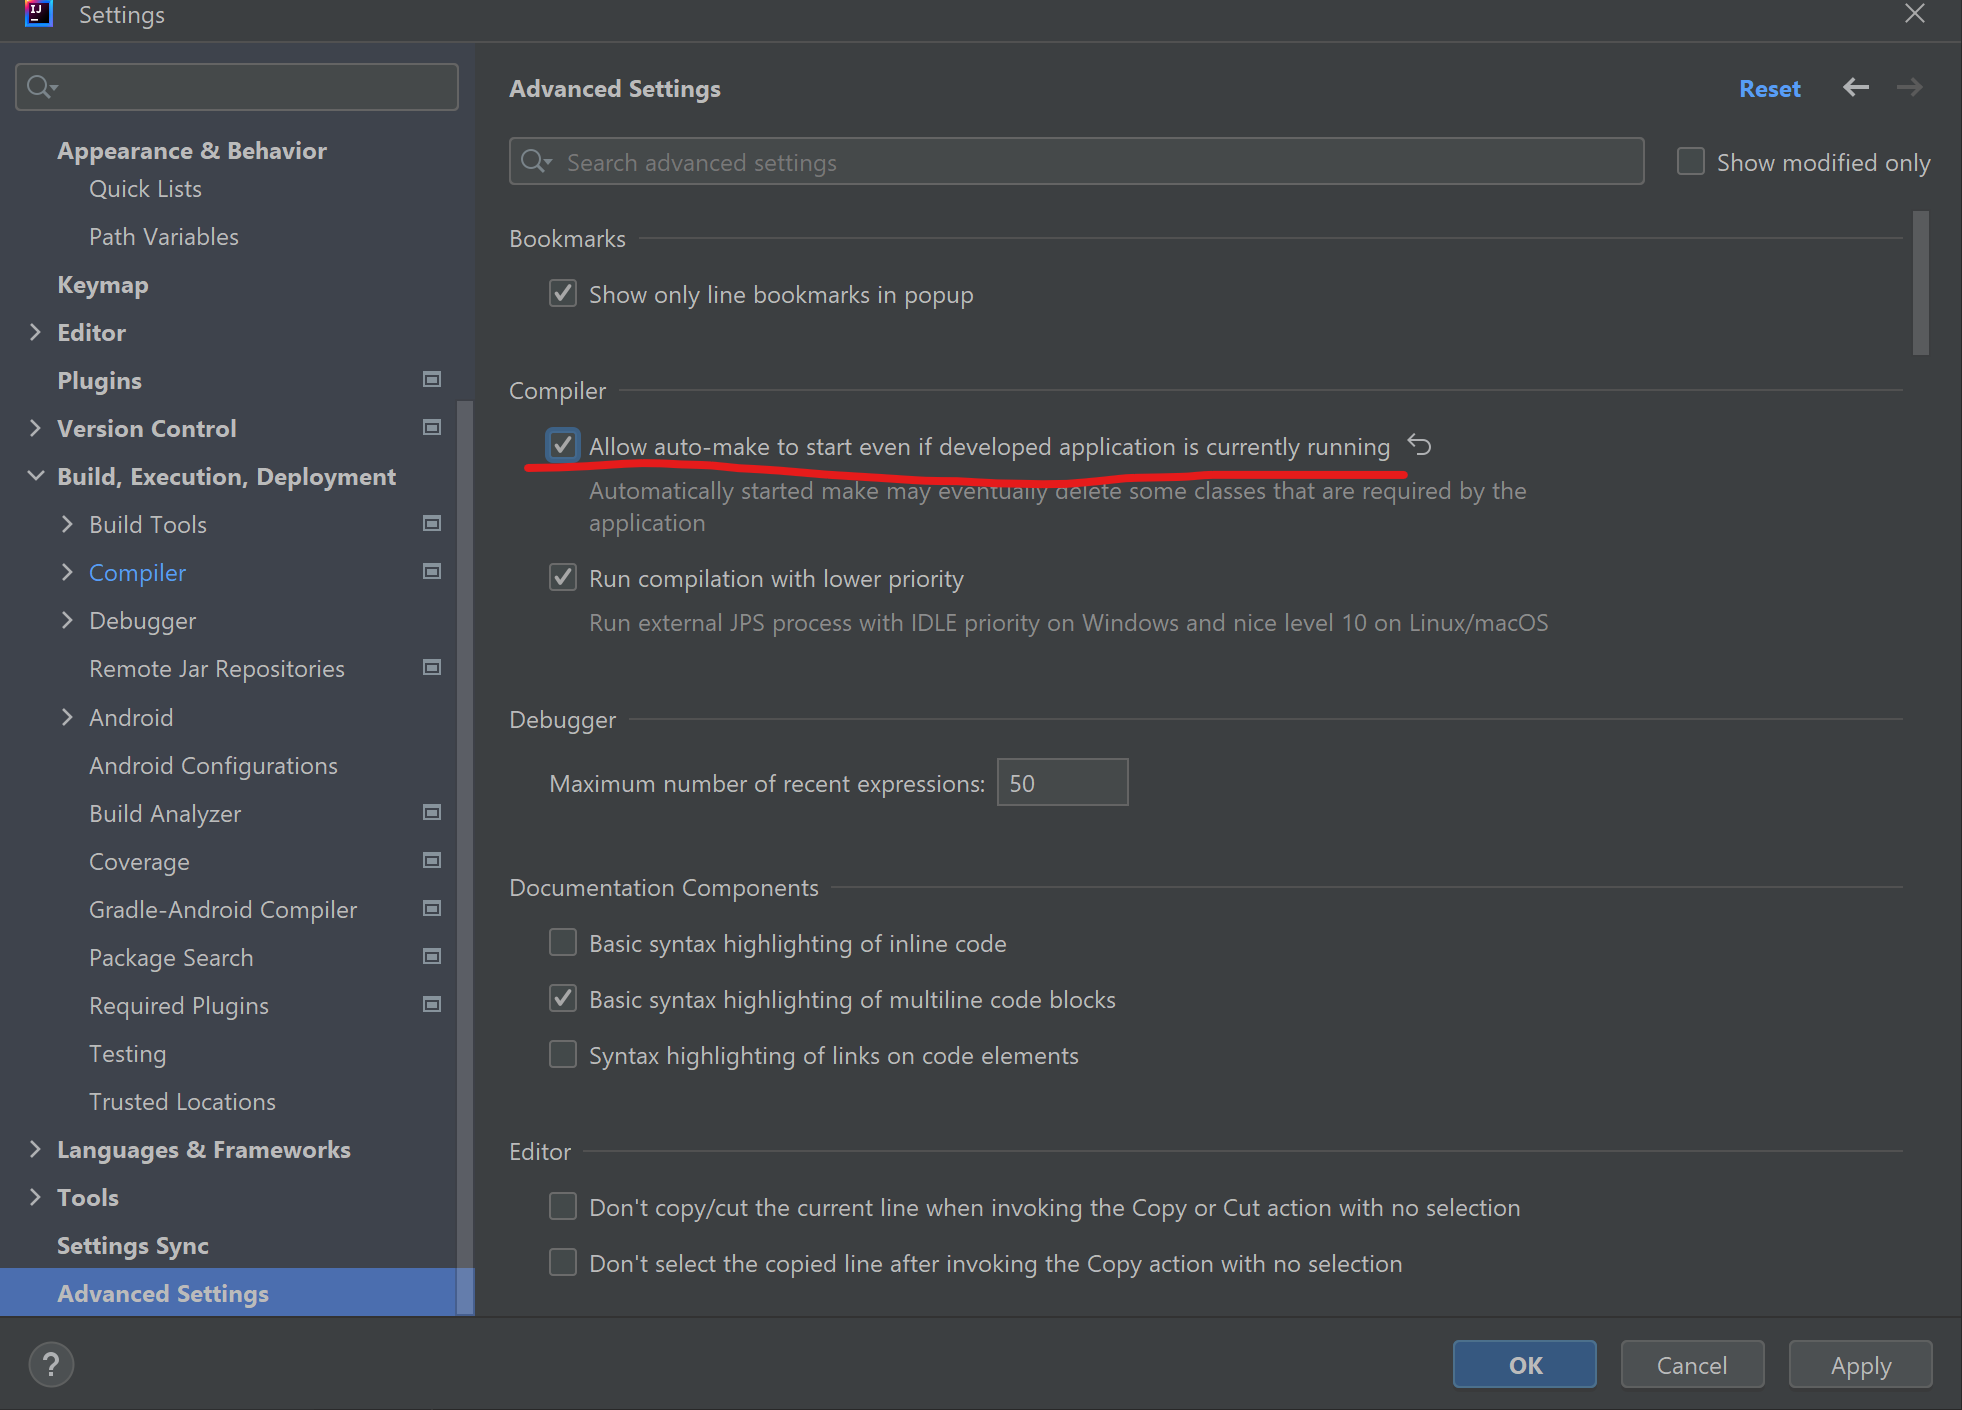 IJ
Settings
Appearance & Behavior
Quick Lists
Path Variables
Keymap
Editor
Plugins
Version Control
Build, Execution, Deployment
Build Tools
Compiler
Debugger
Remote Jar Repositories
Android
Android Configurations
Build Analyzer
Coverage
Gradle-Android Compiler
Package Search
Required Plugins
Testing
Trusted Locations
Languages & Frameworks
Tools
Settings Sync
Advanced Settings
Advanced Settings
Reset
Search advanced settings
Show modified only
Bookmarks
Show only line bookmarks in popup
Compiler
Allow auto-make to start even if developed application is currently running
Automatically started make may eventually delete some classes that are required by the
application
Run compilation with lower priority
Run external JPS process with IDLE priority on Windows and nice level 10 on Linux/macOS
Debugger
Maximum number of recent expressions: 50
Documentation Components
Basic syntax highlighting of inline code
Basic syntax highlighting of multiline code blocks
Syntax highlighting of links on code elements
Editor
Don't copy/cut the current line when invoking the Copy or Cut action with no selection
Don't select the copied line after invoking the Copy action with no selection
?
OK
Cancel
Apply